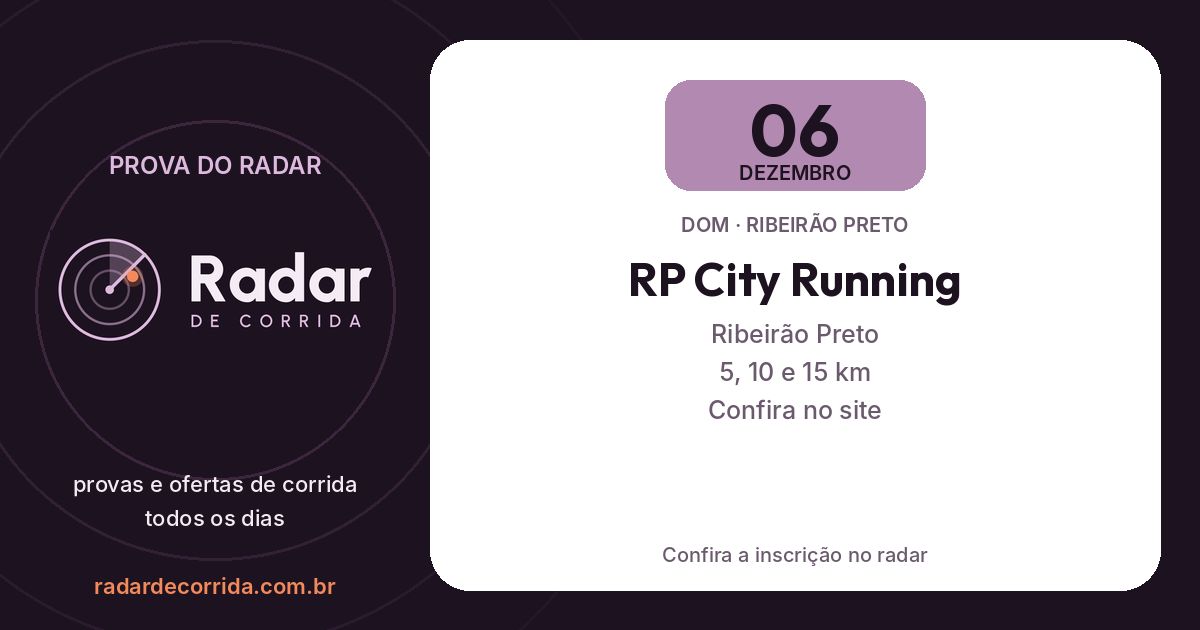 PROVA DO RADAR
Radar
DE CORRIDA
provas e ofertas de corrida
todos os dias
radardecorrida.com.br
06
DEZEMBRO
DOM · RIBEIRÃO PRETO
RP City Running
Ribeirão Preto
5, 10 e 15 km
Confira no site
Confira a inscrição no radar